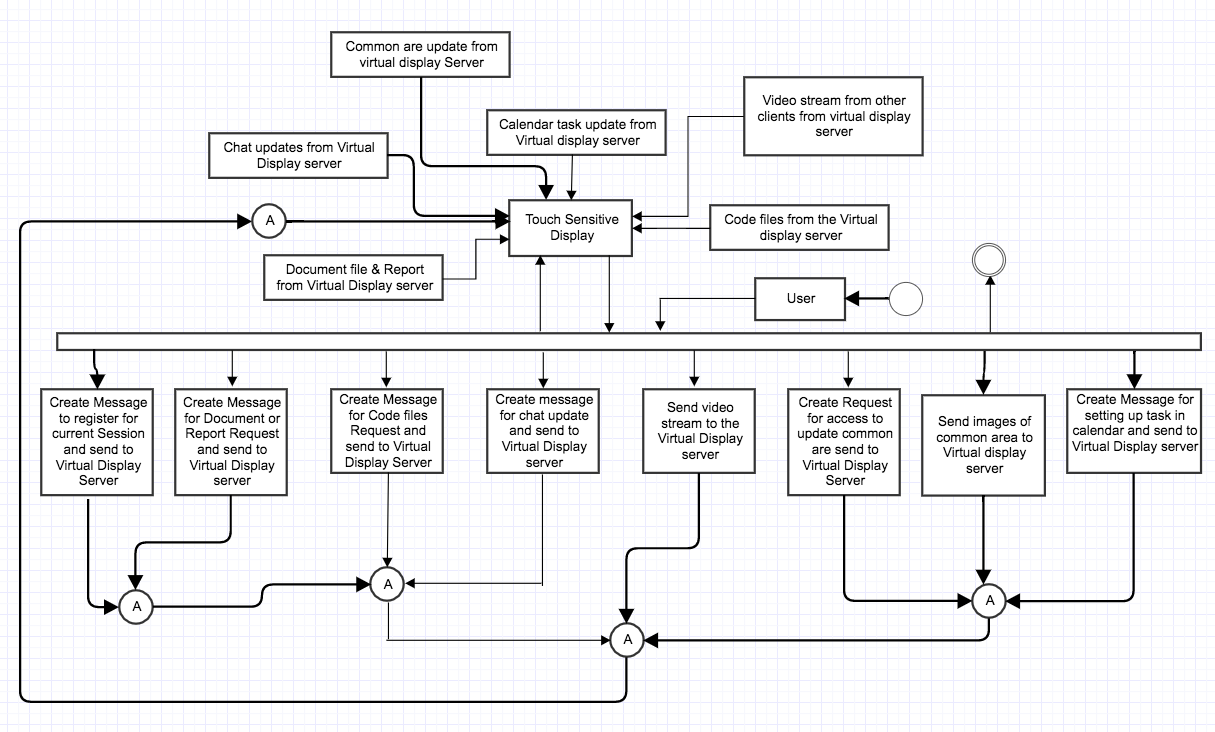 Common are update from
virtual display Server
Video stream from other
clients from virtual display
server
Calendar task update from
Virtual display server
Chat updates from Virtual
Display server
A
Touch Sensitive
Display
Code files from the Virtual
display server
Document file & Report
from Virtual Display server
User
Create Message
to register for
current Session
and send to
Virtual Display
Server
Create Message
for Document or
Report Request
and send to
Virtual Display
server
Create Message
for Code files
Request and
send to Virtual
Display Server
Create message
for chat update
and send to
Virtual Display
server
Send video
stream to the
Virtual Display
server
Create Request
for access to
update common
are send to
Virtual Display
Server
Send images of
common area to
Virtual display
server
Create Message for
setting up task in
calendar and send to
Virtual Display server
A
A
A
A